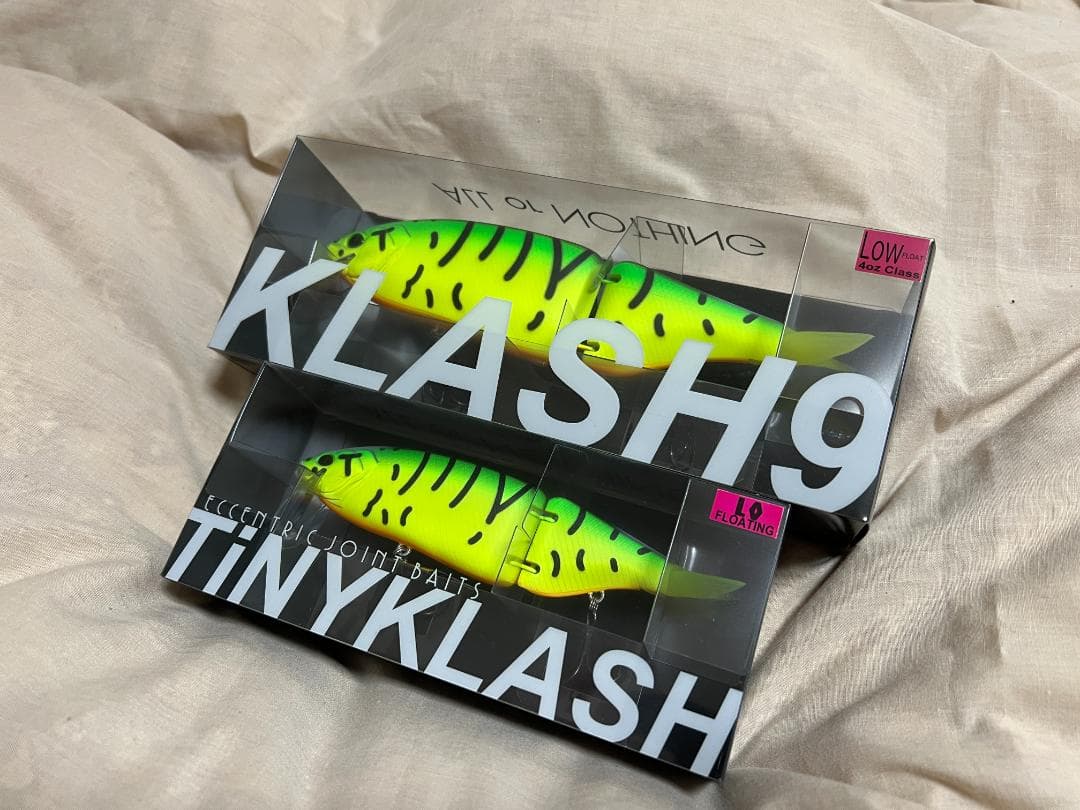 ALL or NOTHING
LOW FLOAT
4oz Class
KLASH9
LO
FLOATING
ECCENTRIC JOINT BAITS
TiNYKLASH